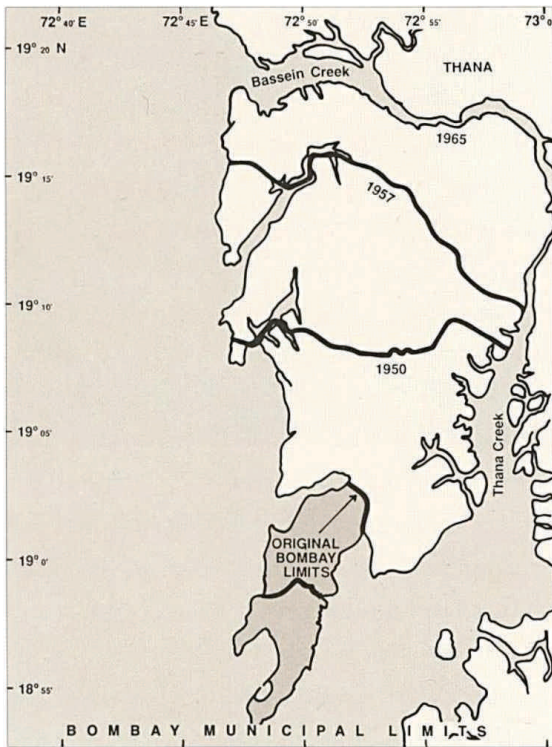 72° 40' E
72° 45'
72° 50'
72° 55'
73° 0
19° 20 N
Bassein Creek
THANA
1965
19° 15'
1957
19° 10'
1950
19° 05'
Thana Creek
ORIGINAL
BOMBAY
LIMITS
19° 0'
18° 55'
BOMBAY MUNICIPAL LIMITS